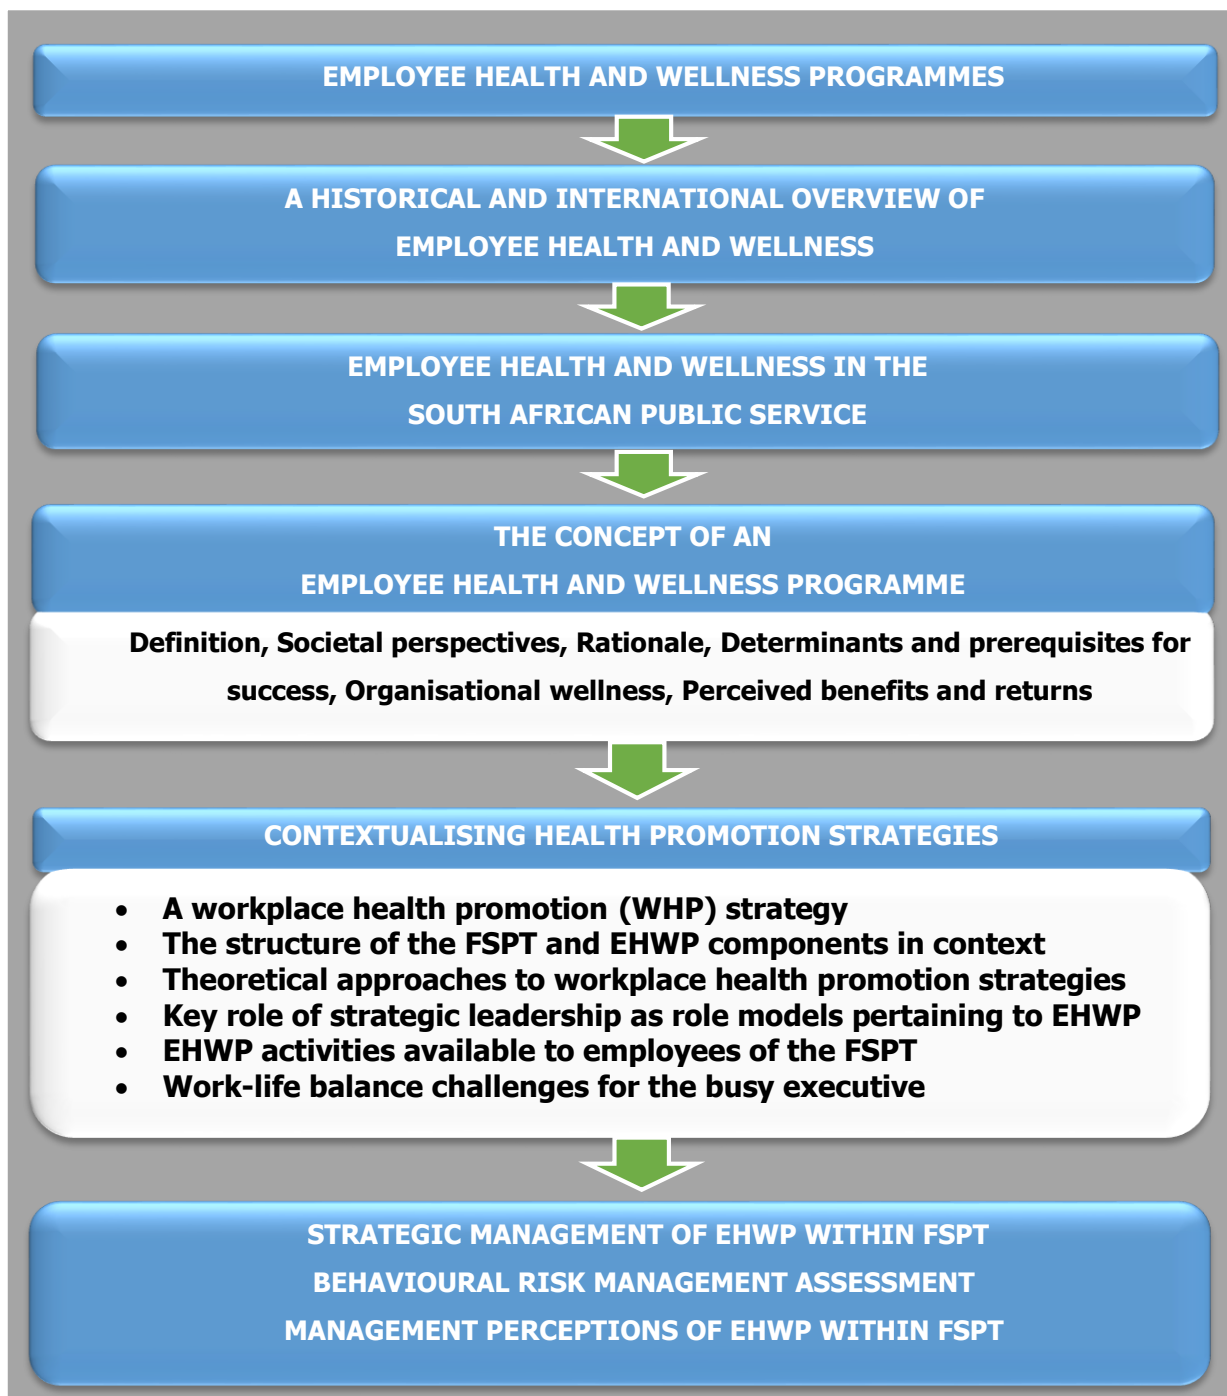 EMPLOYEE HEALTH AND WELLNESS PROGRAMMES
A HISTORICAL AND INTERNATIONAL OVERVIEW OF
EMPLOYEE HEALTH AND WELLNESS
EMPLOYEE HEALTH AND WELLNESS IN THE
SOUTH AFRICAN PUBLIC SERVICE
THE CONCEPT OF AN
EMPLOYEE HEALTH AND WELLNESS PROGRAMME
Definition, Societal perspectives, Rationale, Determinants and prerequisites for
success, Organisational wellness, Perceived benefits and returns
CONTEXTUALISING HEALTH PROMOTION STRATEGIES
• A workplace health promotion (WHP) strategy
• The structure of the FSPT and EHWP components in context
• Theoretical approaches to workplace health promotion strategies
• Key role of strategic leadership as role models pertaining to EHWP
• EHWP activities available to employees of the FSPT
• Work-life balance challenges for the busy executive
STRATEGIC MANAGEMENT OF EHWP WITHIN FSPT
BEHAVIOURAL RISK MANAGEMENT ASSESSMENT
MANAGEMENT PERCEPTIONS OF EHWP WITHIN FSPT